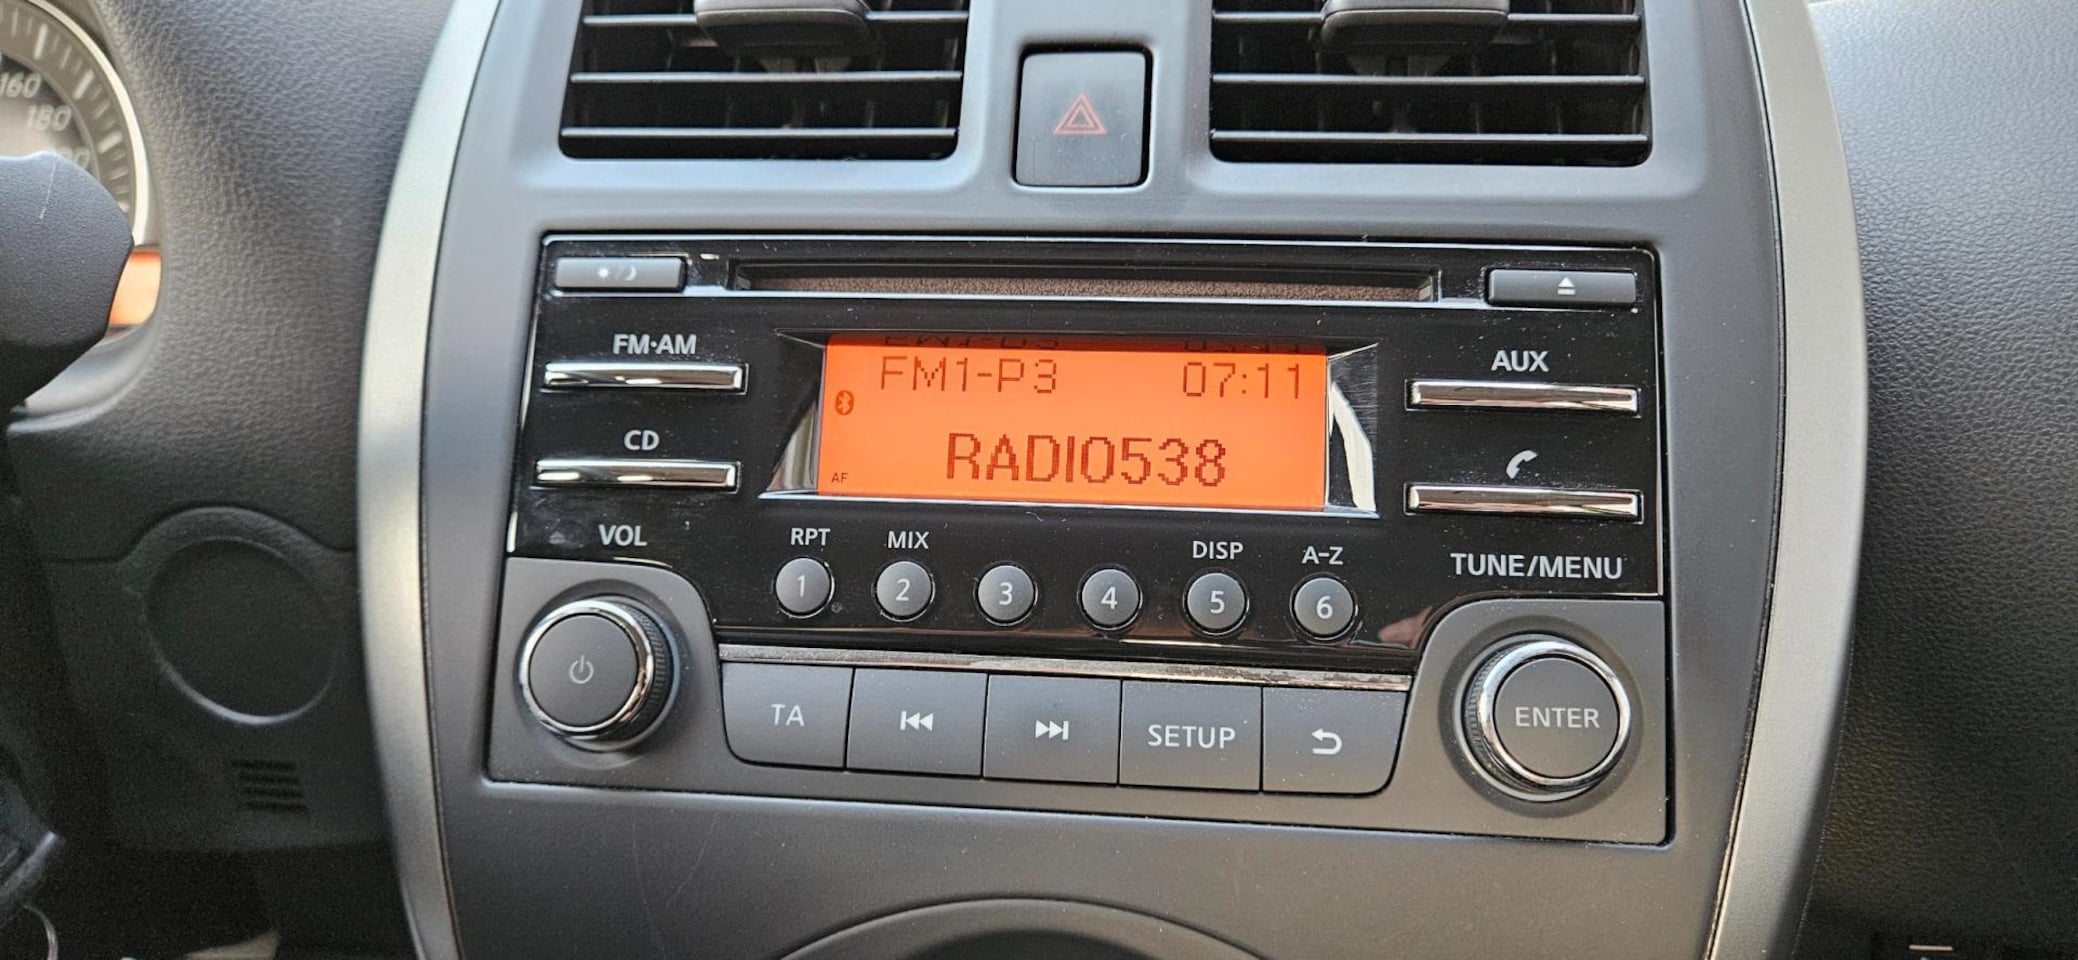 160
180
FM·AM
AUX
FM1-P3 07:11
CD
RADIO538
AF
VOL
RPT
MIX
DISP
A-Z
TUNE/MENU
1
2
3
4
5
6
TA
SETUP
ENTER